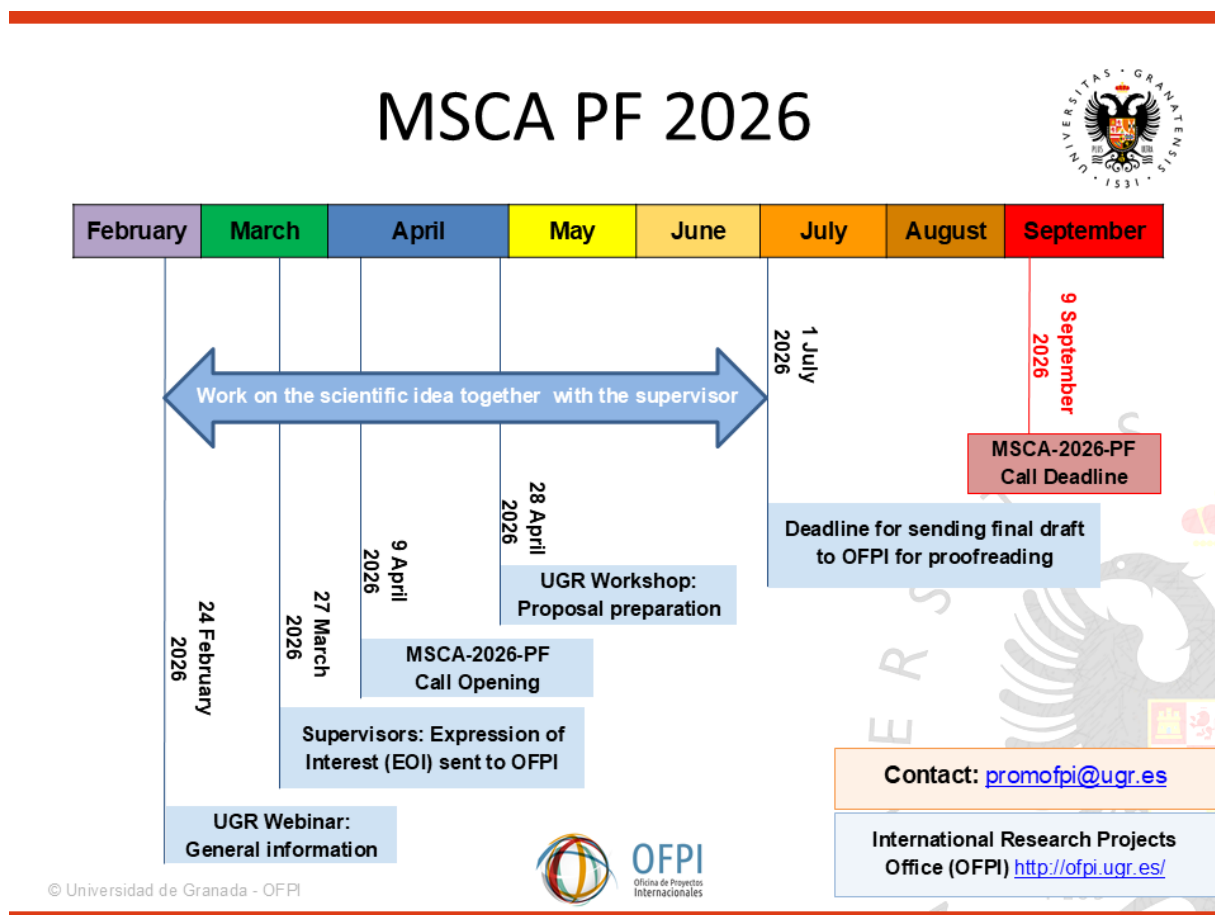 MSCA PF 2026
UNIVERSITAS · GRANATENSIS · 1531 ·
PLUS ULTRA
February March April May June July August September
9 September
2026
1 July
2026
Work on the scientific idea together with the supervisor
MSCA-2026-PF
Call Deadline
28 April
2026
Deadline for sending final draft
to OFPI for proofreading
9 April
2026
UGR Workshop:
Proposal preparation
27 March
2026
24 February
2026
MSCA-2026-PF
Call Opening
Supervisors: Expression of
Interest (EOI) sent to OFPI
UGR Webinar:
General information
Contact: promofpi@ugr.es
International Research Projects
Office (OFPI) http://ofpi.ugr.es/
OFPI
Oficina de Proyectos
Internacionales
© Universidad de Granada - OFPI